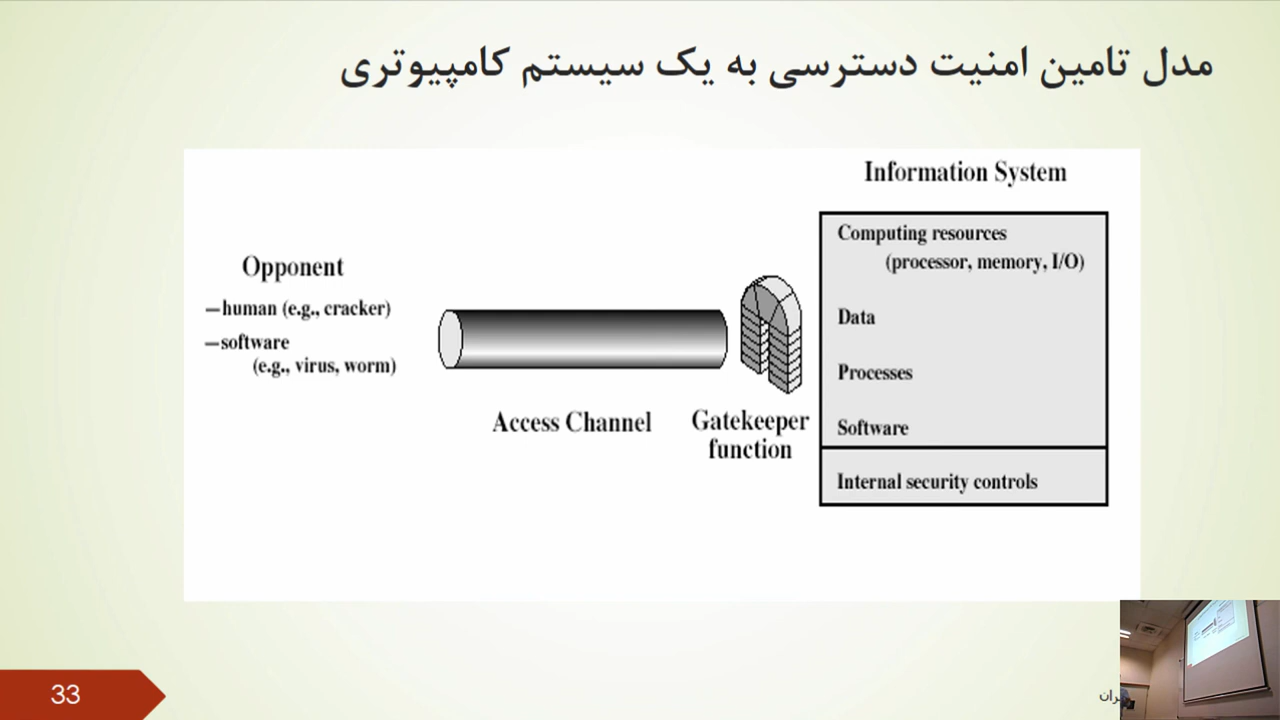 مدل تامین امنیت دسترسی به یک سیستم کامپیوتری
Information System
Opponent
—human (e.g., cracker)
—software
(e.g., virus, worm)
Access Channel
Gatekeeper
function
Computing resources
(processor, memory, I/O)
Data
Processes
Software
Internal security controls
33